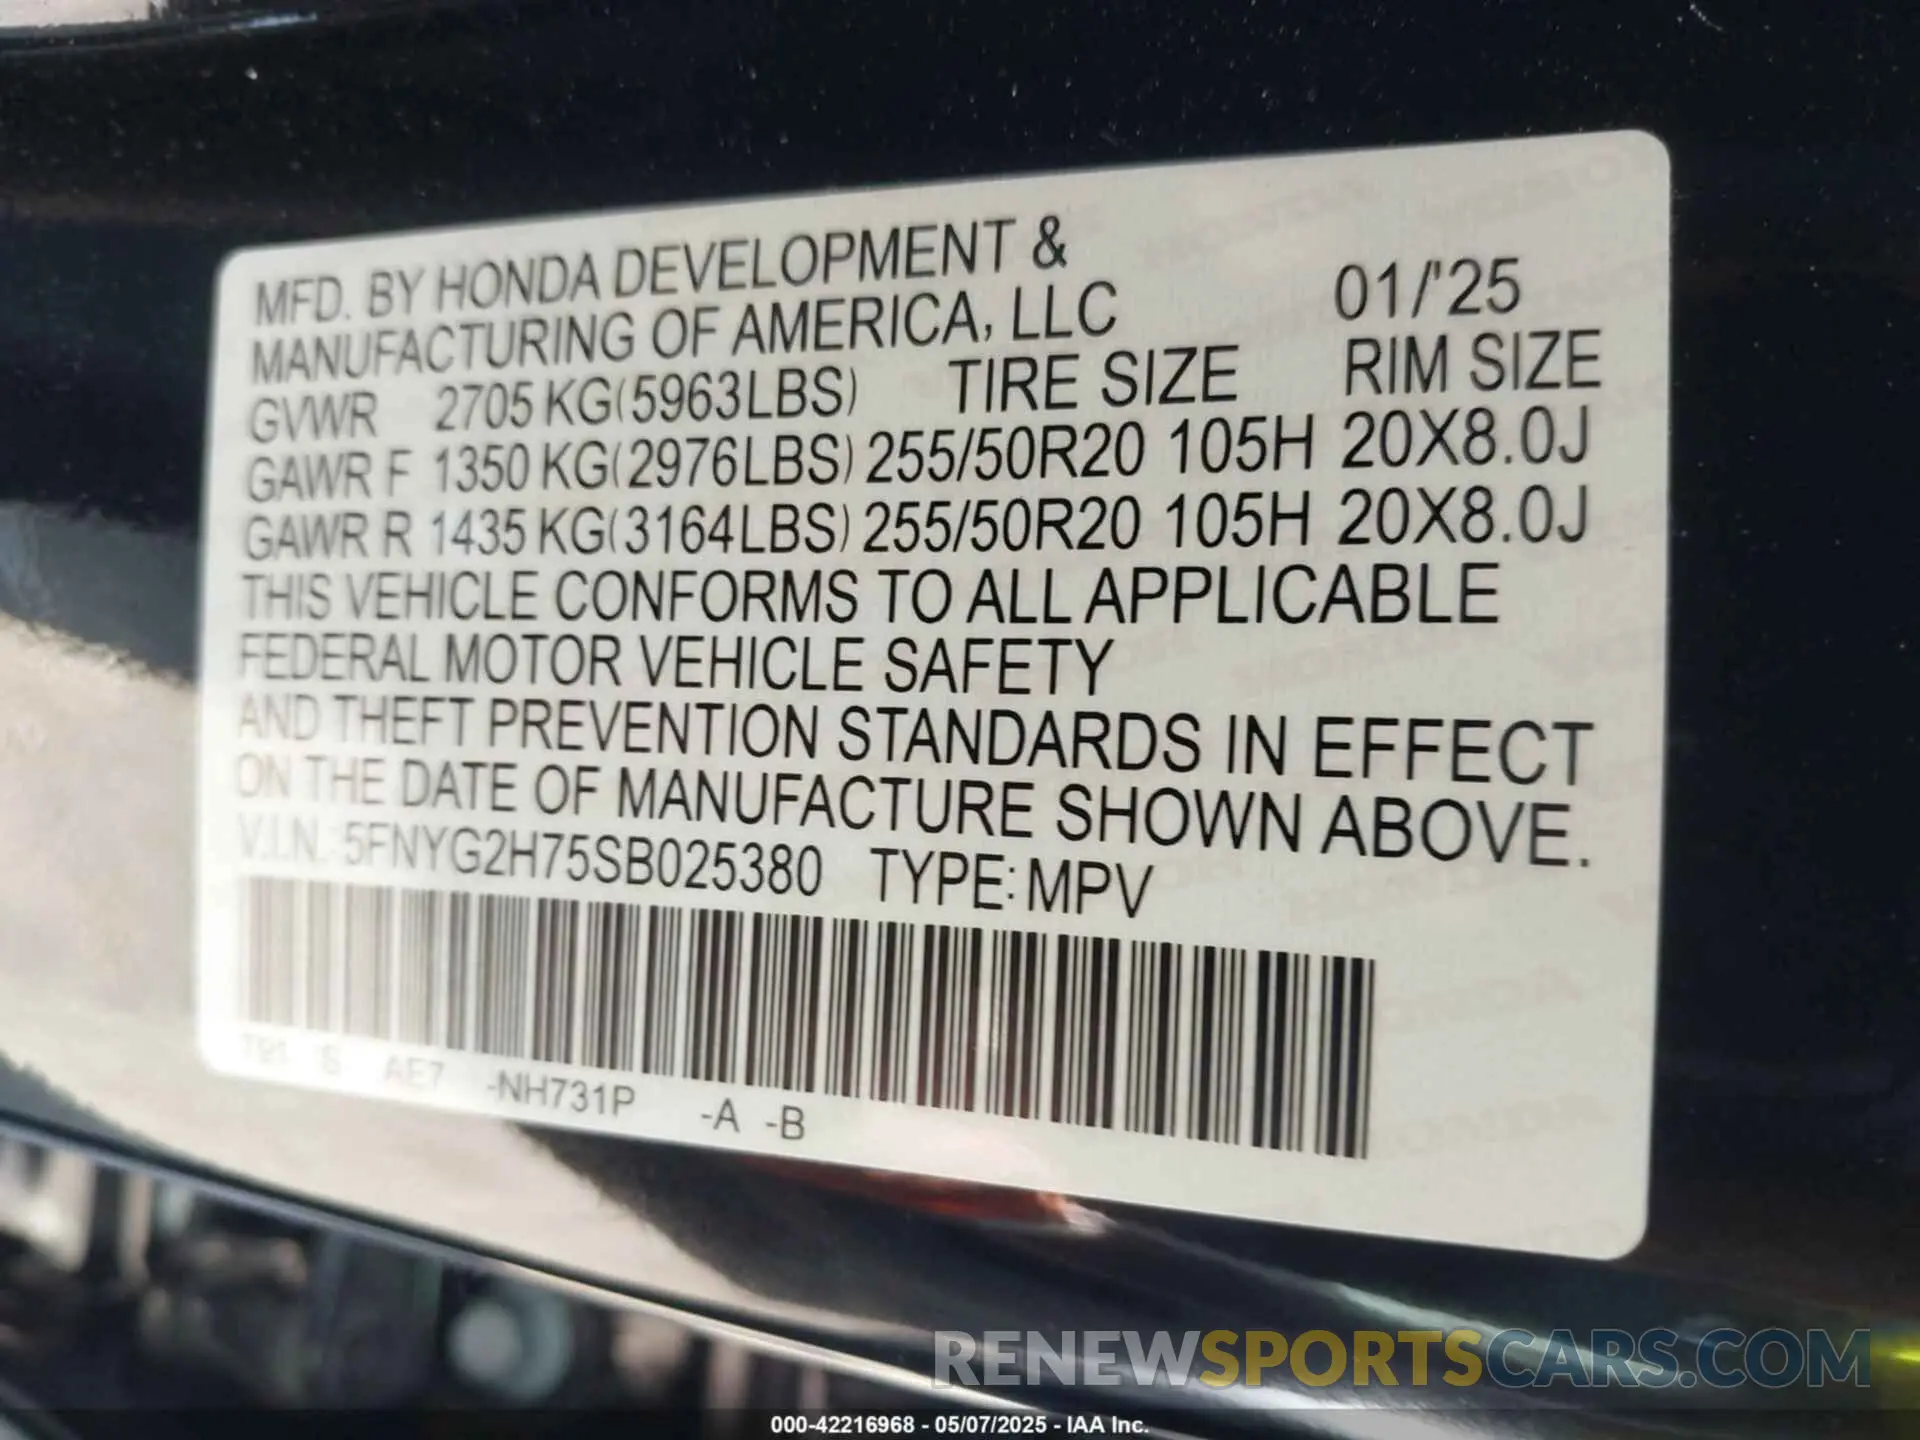 MFD. BY HONDA DEVELOPMENT &
MANUFACTURING OF AMERICA, LLC 01/'25
GVWR 2705 KG(5963LBS) TIRE SIZE RIM SIZE
GAWR F 1350 KG(2976LBS) 255/50R20 105H 20X8.0J
GAWR R 1435 KG(3164LBS) 255/50R20 105H 20X8.0J
THIS VEHICLE CONFORMS TO ALL APPLICABLE
FEDERAL MOTOR VEHICLE SAFETY
AND THEFT PREVENTION STANDARDS IN EFFECT
ON THE DATE OF MANUFACTURE SHOWN ABOVE.
V.I.N.: 5FNYG2H75SB025380 TYPE: MPV
791 S AE7 -NH731P -A -B
RENEWSPORTSCARS.COM
000-42216968 - 05/07/2025 - IAA Inc.